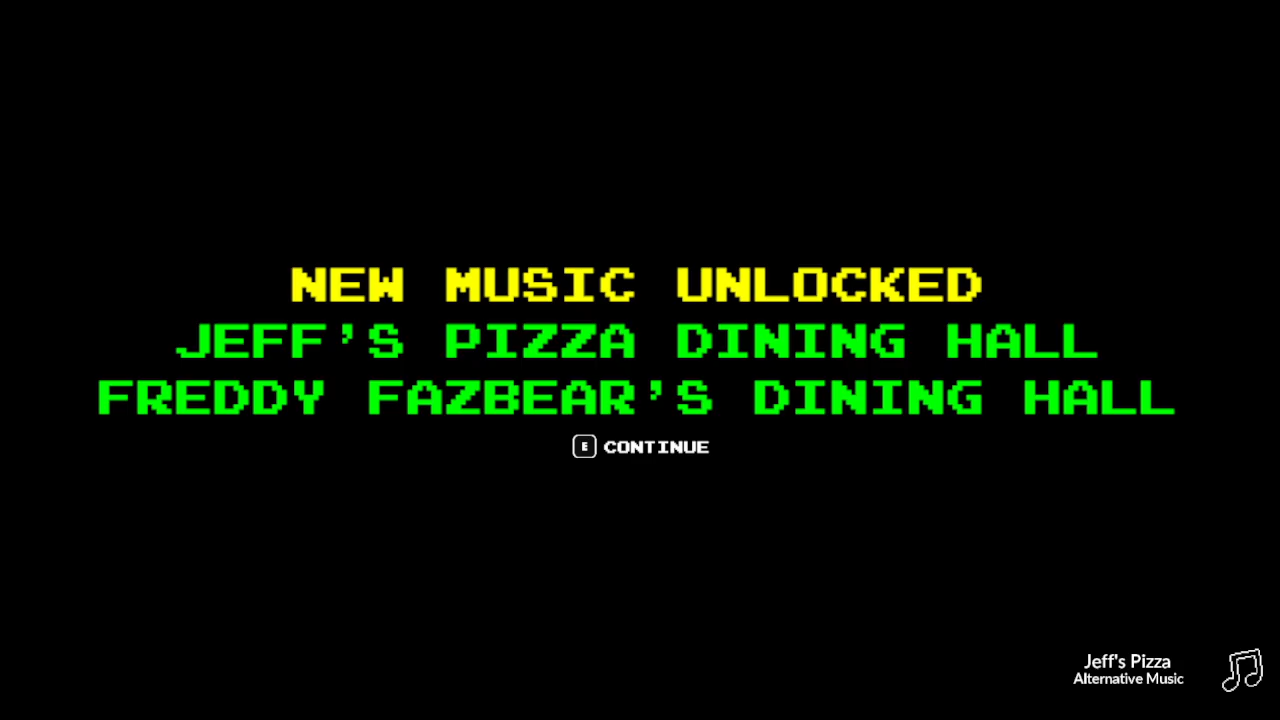 NEW MUSIC UNLOCKED
JEFF'S PIZZA DINING HALL
FREDDY FAZBEAR'S DINING HALL
E CONTINUE
Jeff's Pizza
Alternative Music